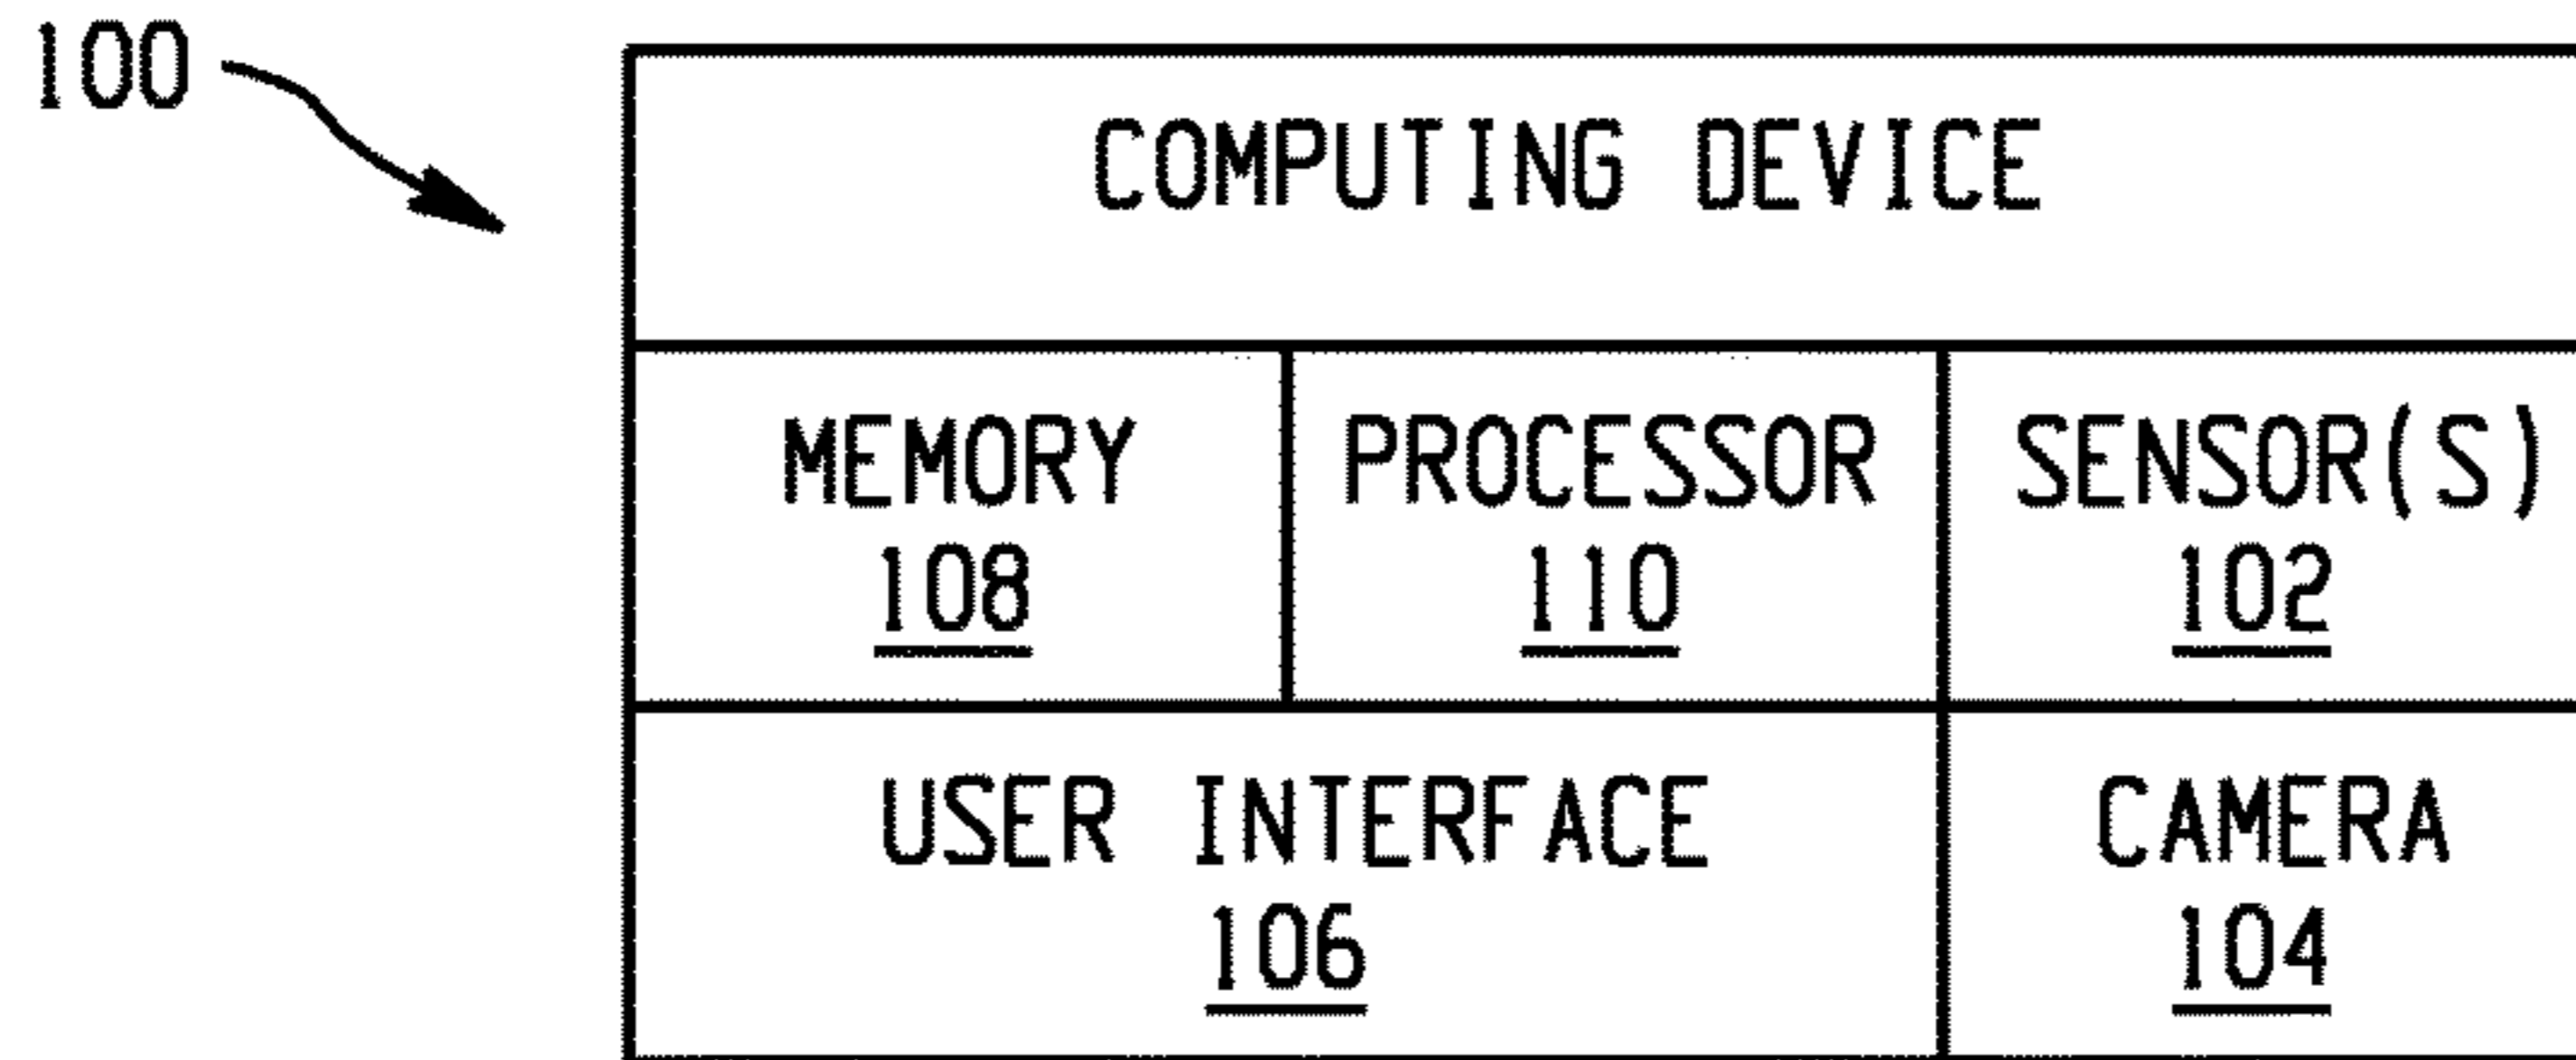 100
COMPUTING DEVICE
MEMORY
108
PROCESSOR
110
SENSOR(S)
102
USER INTERFACE
106
CAMERA
104